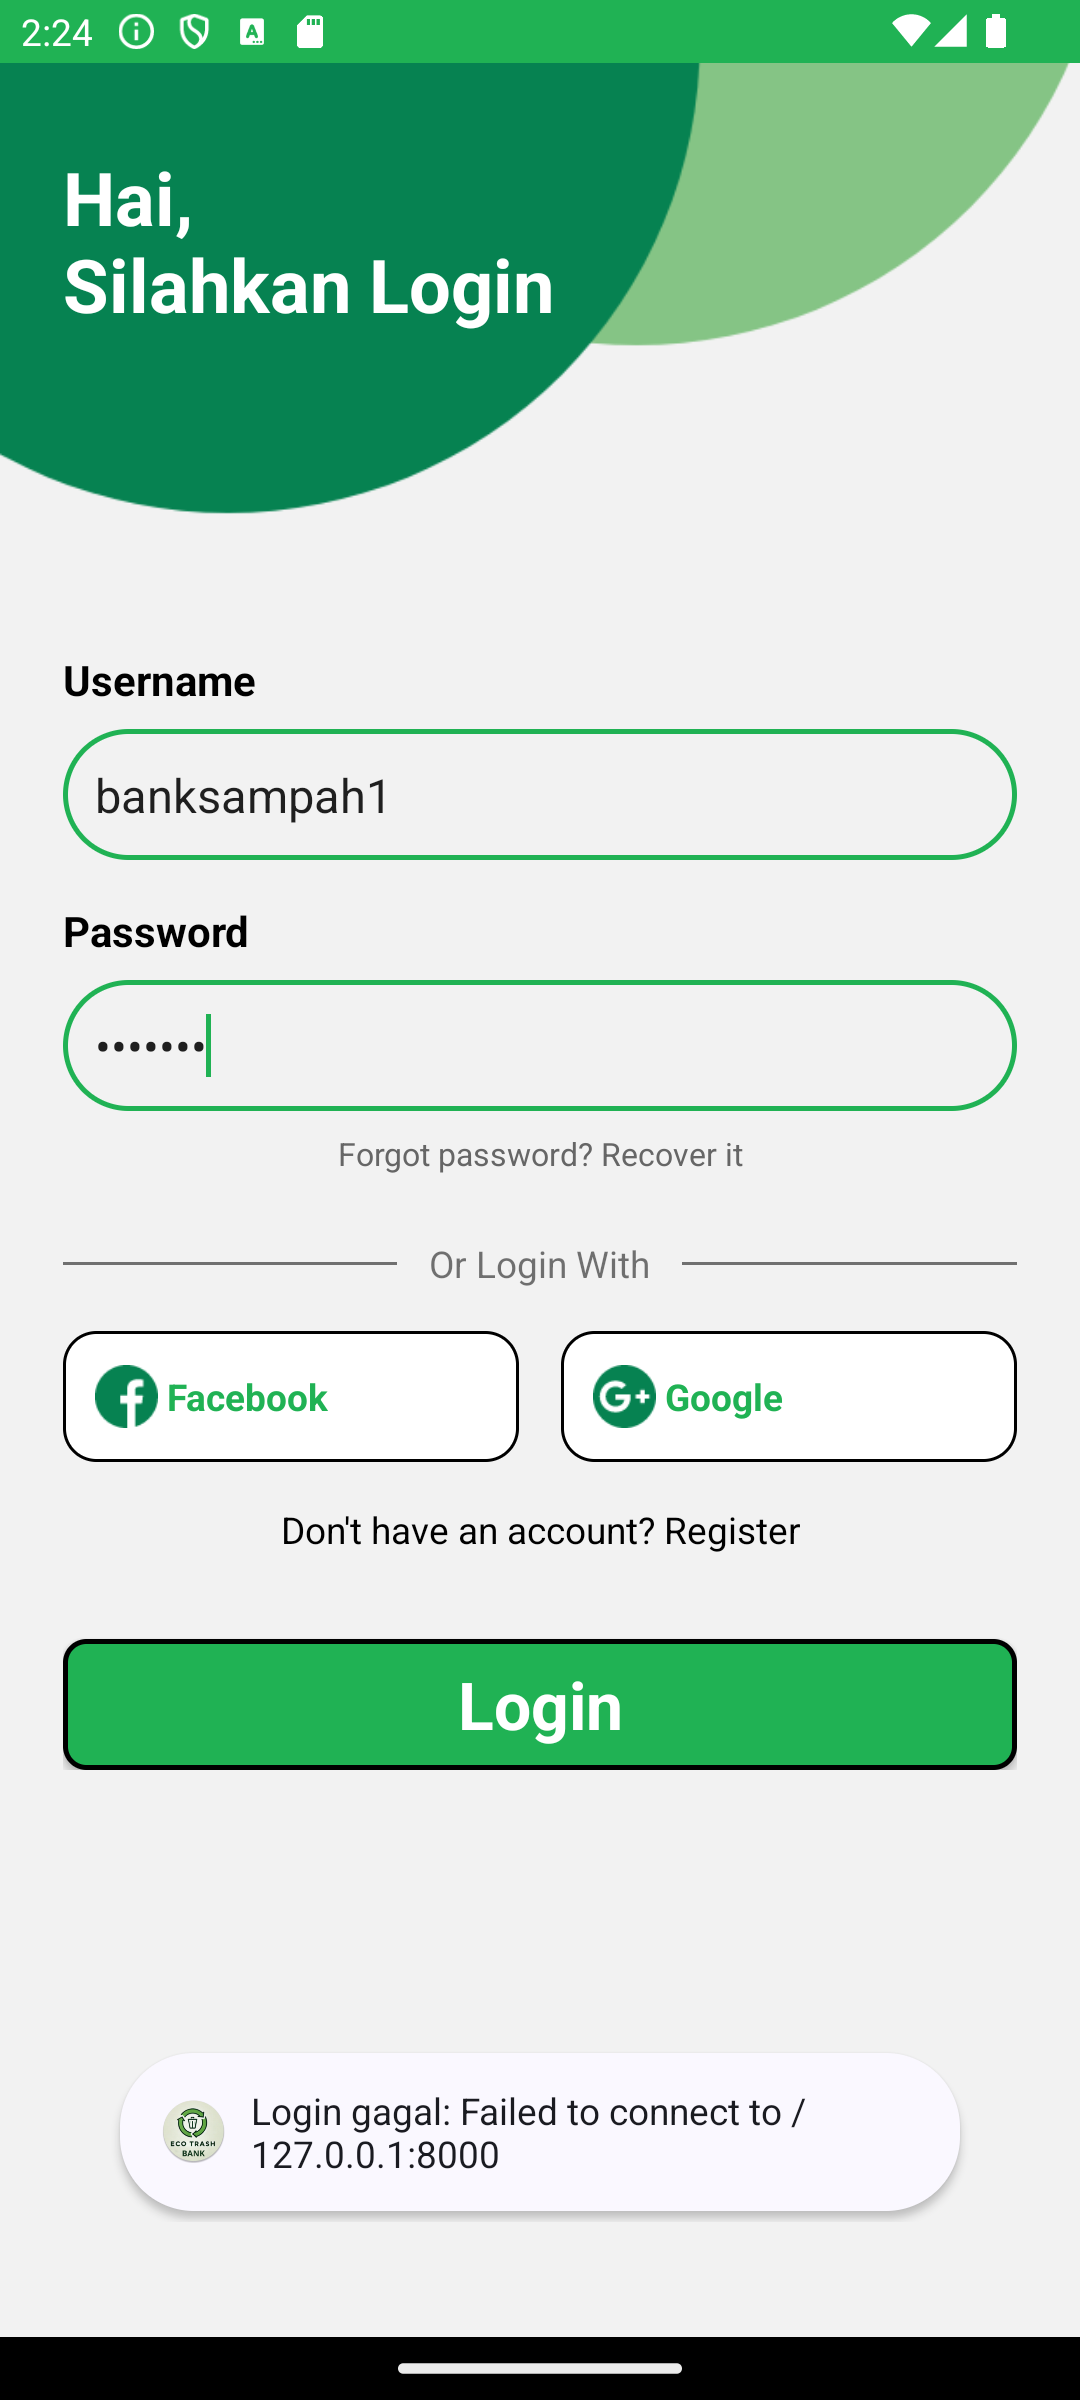 2:24
Hai,
Silahkan Login
Username
banksampah1
Password
•••••••
Forgot password? Recover it
Or Login With
Facebook
Google
Don't have an account? Register
Login
ECO TRASH
BANK
Login gagal: Failed to connect to /
127.0.0.1:8000